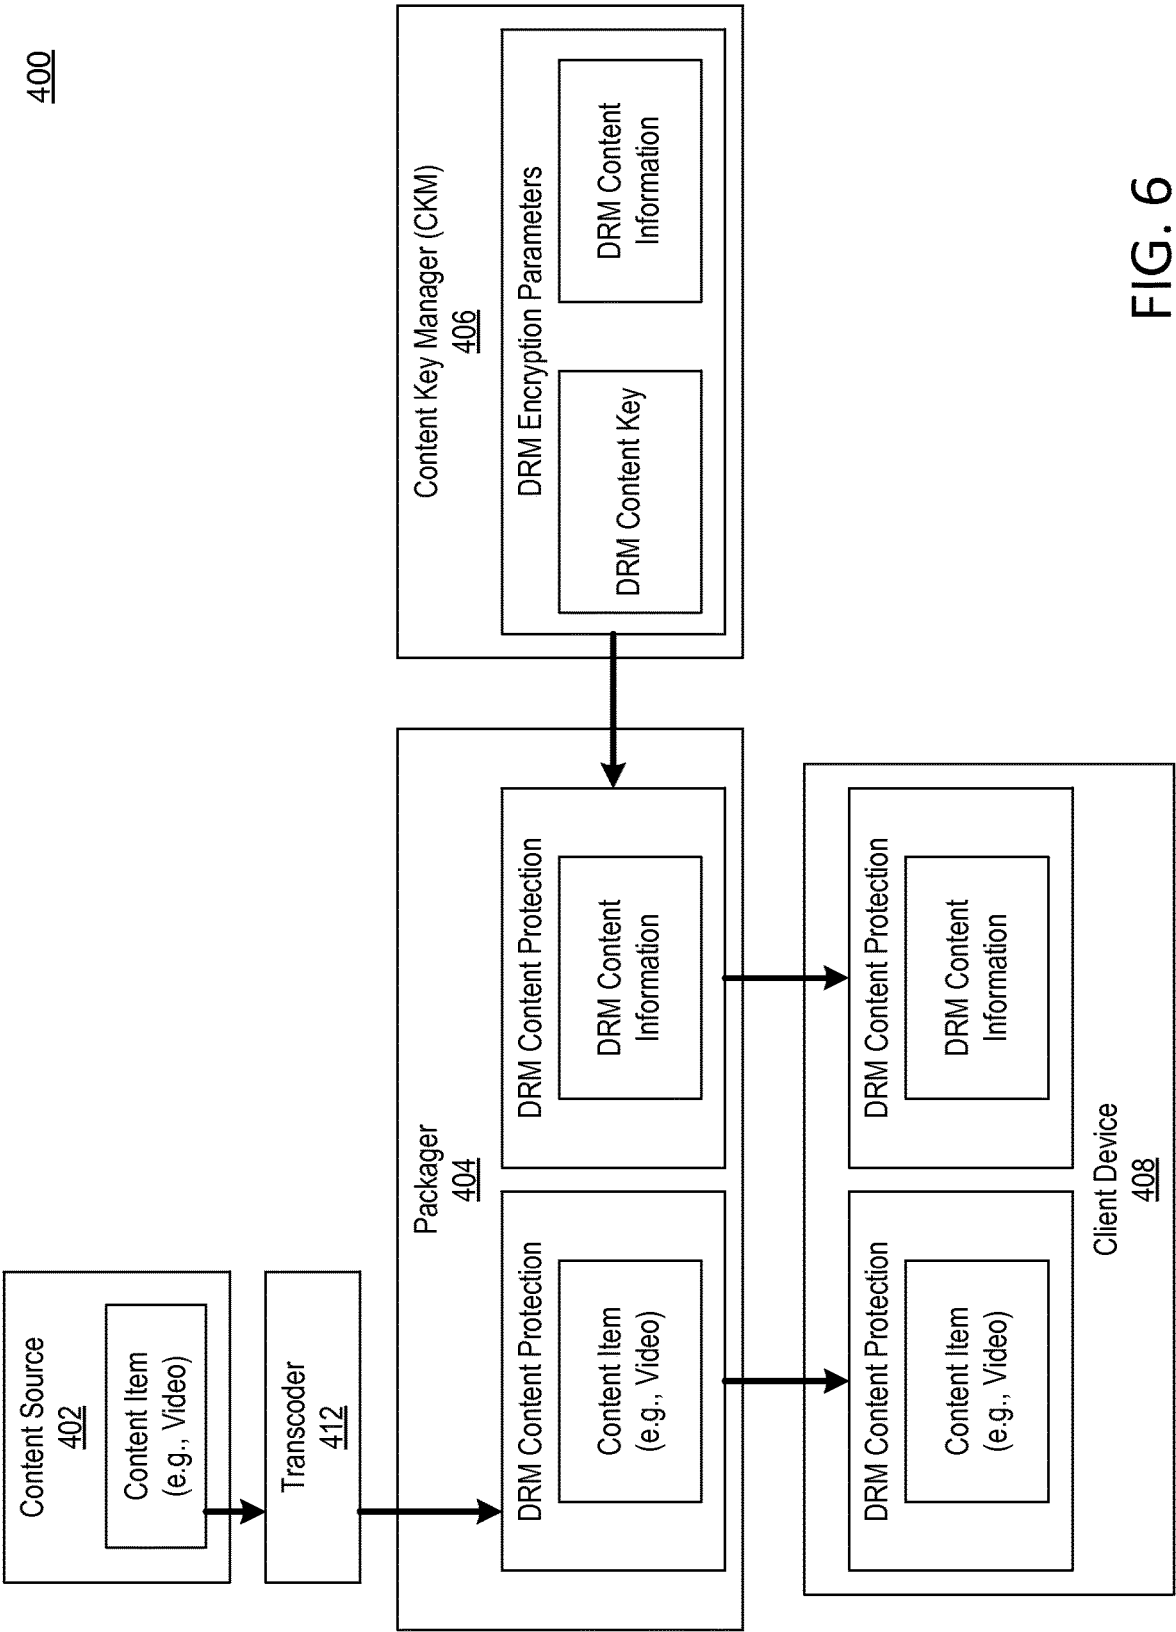 400
Content Source
402
Content Item
(e.g., Video)
Transcoder
412
Packager
404
DRM Content Protection
Content Item
(e.g., Video)
DRM Content Protection
DRM Content
Information
Content Key Manager (CKM)
406
DRM Encryption Parameters
DRM Content Key
DRM Content
Information
DRM Content Protection
Content Item
(e.g., Video)
DRM Content Protection
DRM Content
Information
Client Device
408
FIG. 6